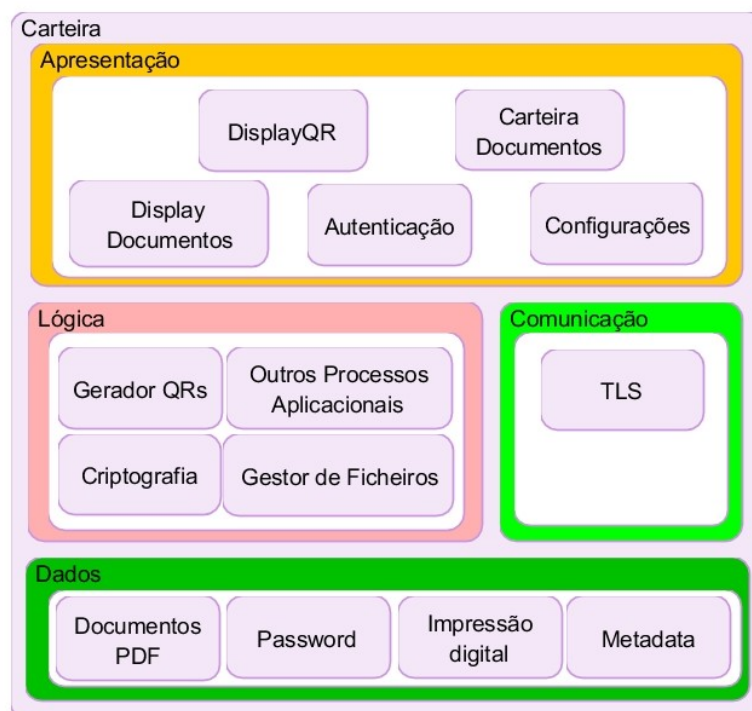 Carteira
Apresentação
DisplayQR
Carteira
Documentos
Display
Documentos
Autenticação
Configurações
Lógica
Gerador QRs
Outros Processos
Aplicacionais
Criptografia
Gestor de Ficheiros
Comunicação
TLS
Dados
Documentos
PDF
Password
Impressão
digital
Metadata